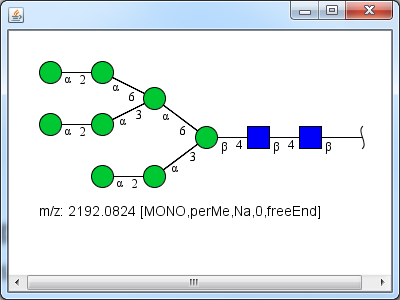 α 2 α 6
α 2 α 3 α 6
β 4 β 4 β
α 2 α 3
m/z: 2192.0824 [MONO,perMe,Na,0,freeEnd]